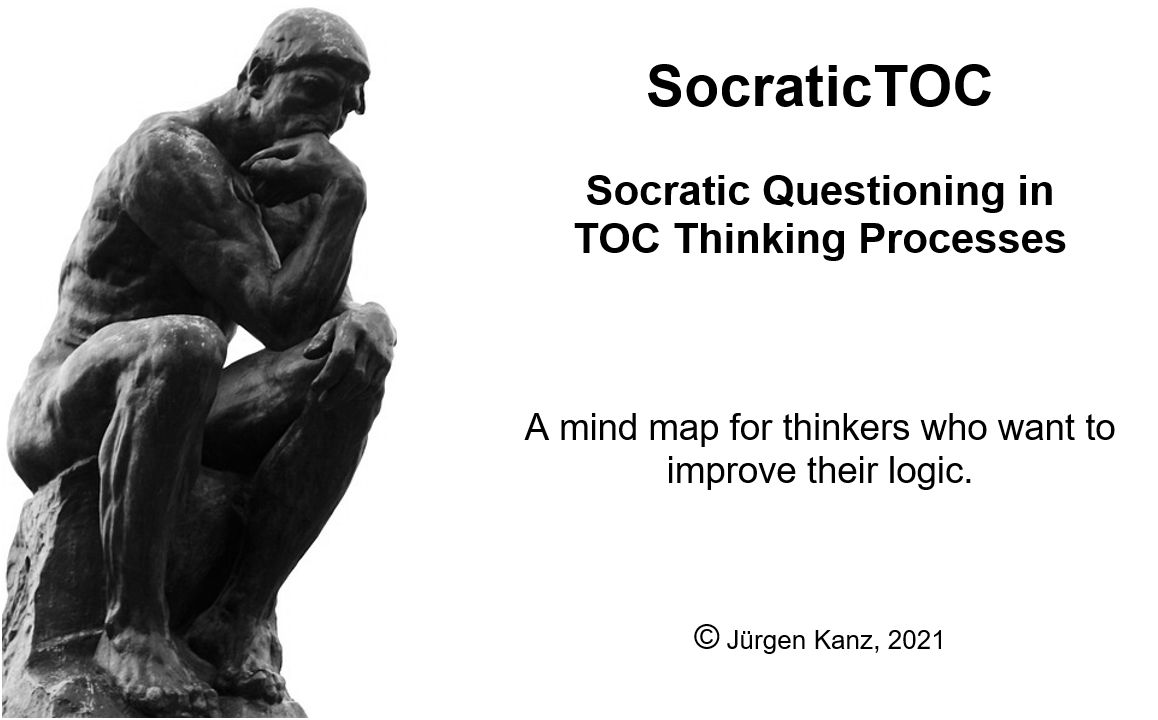 SocraticTOC
Socratic Questioning in
TOC Thinking Processes
A mind map for thinkers who want to
improve their logic.
© Jürgen Kanz, 2021